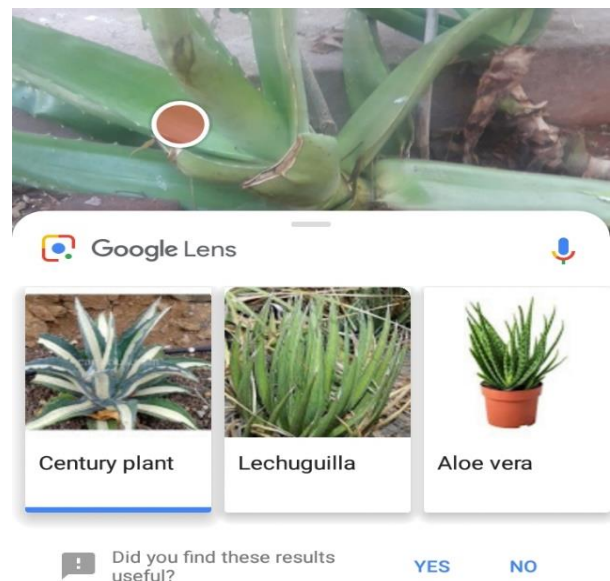 Google Lens
Century plant
Lechuguilla
Aloe vera
Did you find these results
useful?
YES
NO